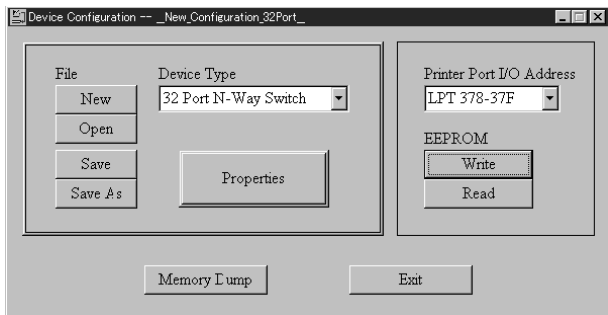 Device Configuration -- _New_Configuration_32Port_
File
New
Open
Save
Save As
Device Type
32 Port N-Way Switch
Properties
Printer Port I/O Address
LPT 378-37F
EEPROM
Write
Read
Memory Dump
Exit